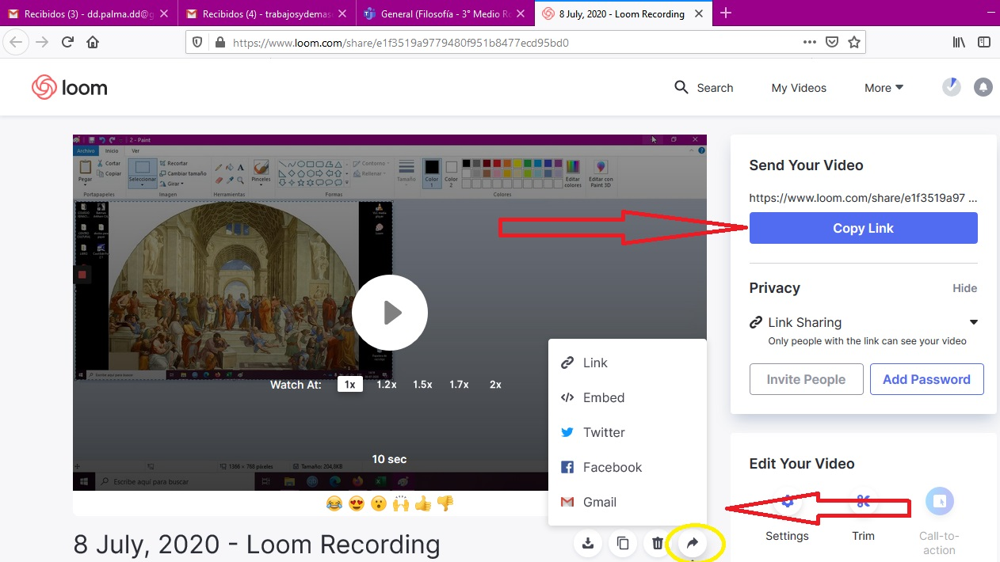 Recibidos (3) - dd.palma.dd@g
Recibidos (4) - trabajosydemas
General (Filosofía - 3° Medio Ro
8 July, 2020 - Loom Recording
https://www.loom.com/share/e1f3519a9779480f951b8477ecd95bd0
loom
Search
My Videos
More
2 - Paint
Archivo Inicio Ver
Pegar
Cortar
Copiar
Portapapeles
Seleccionar
Recortar
Cambiar tamaño
Girar
Imagen
Herramientas
Pinceles
Formas
Contorno
Rellenar
Tamaño
Color 1
Color 2
Colores
Editar colores
Editar con Paint 3D
Watch At: 1x 1.2x 1.5x 1.7x 2x
10 sec
1366 × 768 píxeles
Tamaño: 204,8KB
Escribe aquí para buscar
Link
Embed
Twitter
Facebook
Gmail
8 July, 2020 - Loom Recording
Send Your Video
https://www.loom.com/share/e1f3519a97 ...
Copy Link
Privacy
Hide
Link Sharing
Only people with the link can see your video
Invite People
Add Password
Edit Your Video
Settings
Trim
Call-to-
action